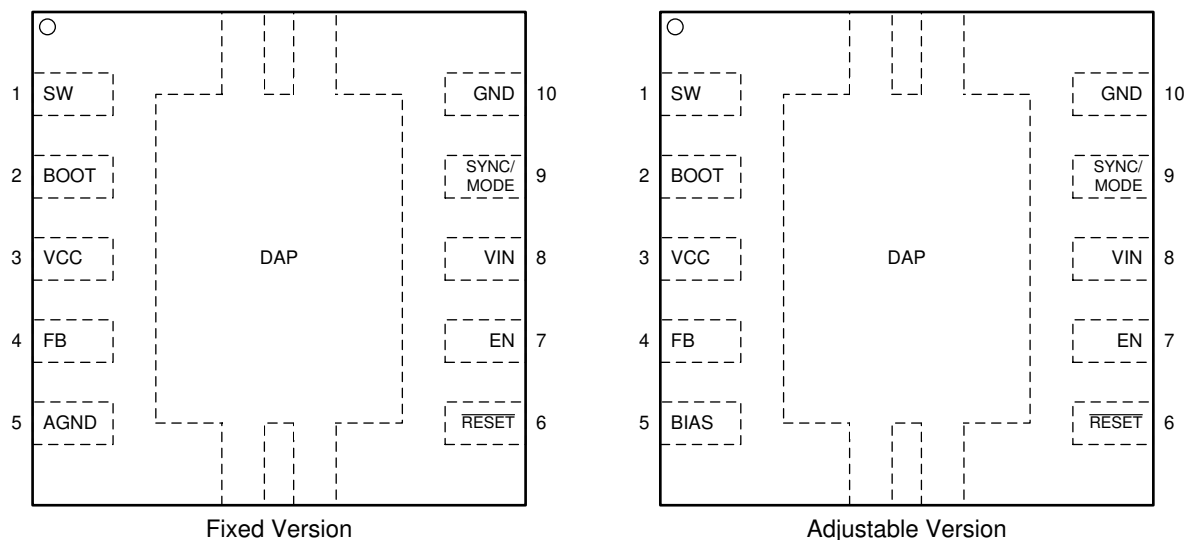 1 SW
GND 10
2 BOOT
SYNC/
MODE 9
3 VCC
DAP
VIN 8
4 FB
EN 7
5 AGND
RESET 6
Fixed Version
1 SW
GND 10
2 BOOT
SYNC/
MODE 9
3 VCC
DAP
VIN 8
4 FB
EN 7
5 BIAS
RESET 6
Adjustable Version